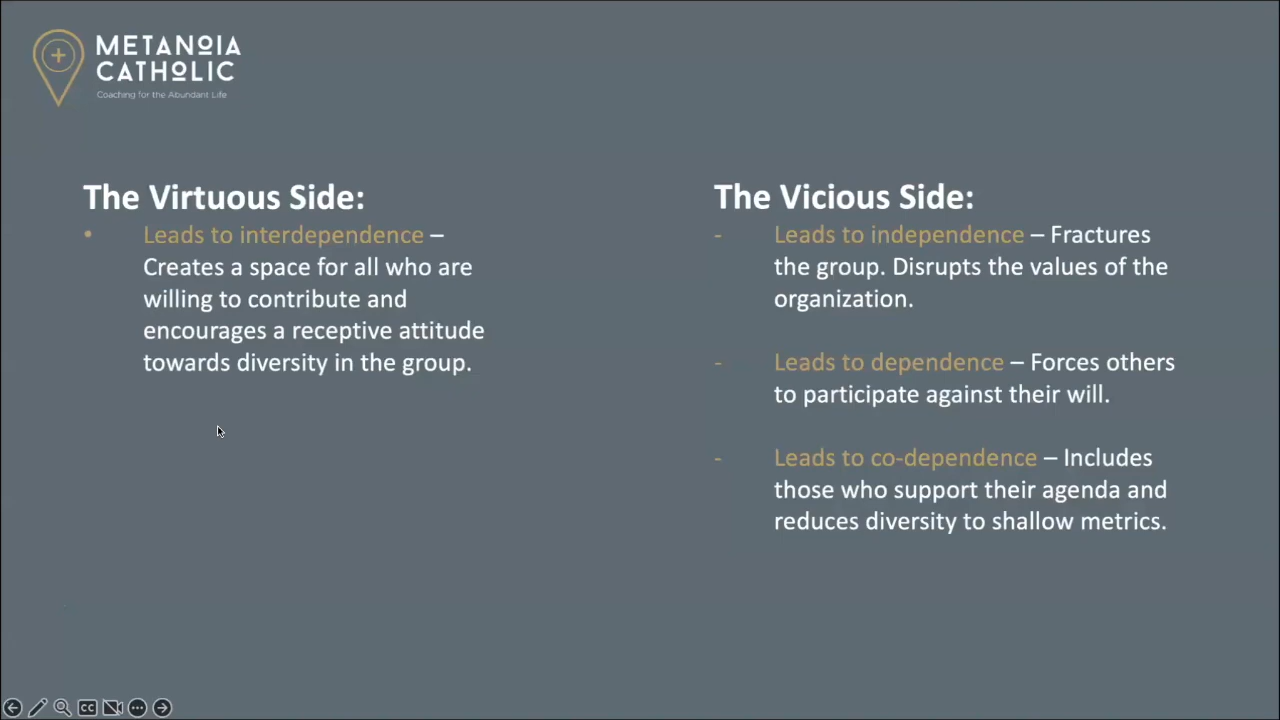 METANOIA
CATHOLIC
Coaching for the Abundant Life
The Virtuous Side:
• Leads to interdependence –
Creates a space for all who are
willing to contribute and
encourages a receptive attitude
towards diversity in the group.
The Vicious Side:
- Leads to independence – Fractures
the group. Disrupts the values of the
organization.
- Leads to dependence – Forces others
to participate against their will.
- Leads to co-dependence – Includes
those who support their agenda and
reduces diversity to shallow metrics.
CC